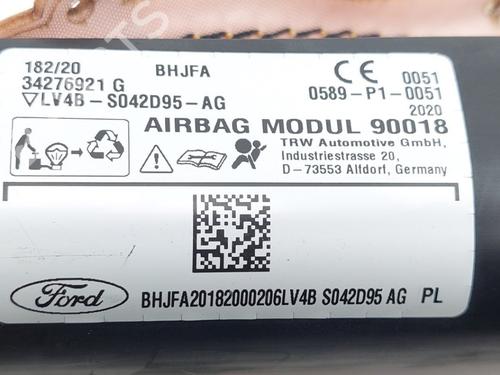 182/20 BHJFA CE 0051
34276921 G 0589-P1-0051
▽LV4B-S042D95-AG 2020
AIRBAG MODUL 90018
TRW Automotive GmbH,
Industriestrasse 20,
D-73553 Alfdorf, Germany
Ford BHJFA20182000206LV4B S042D95 AG PL